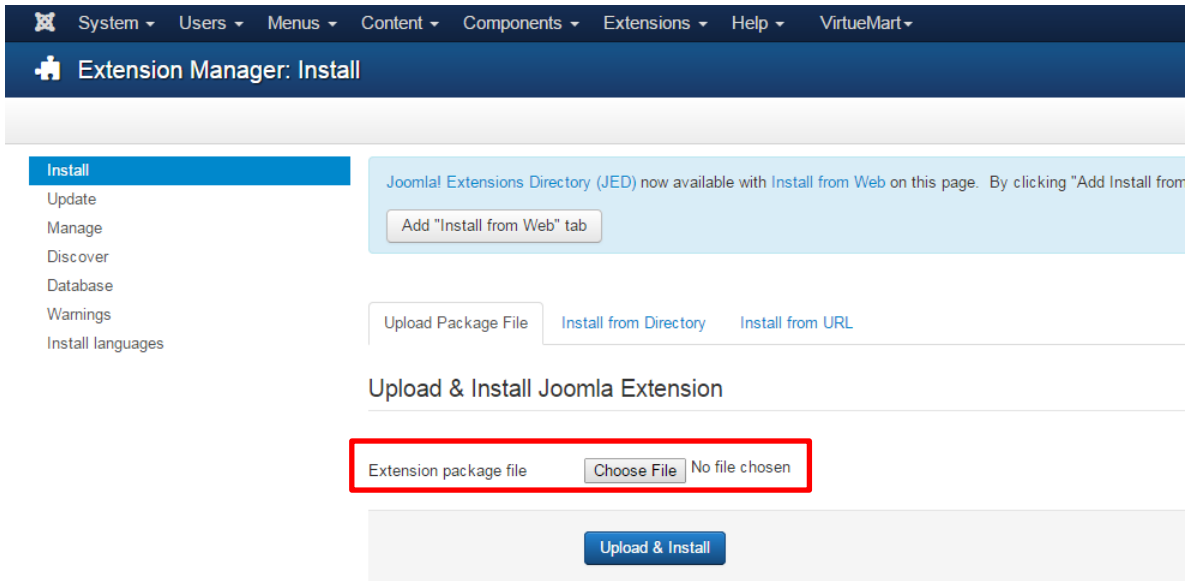 System Users Menus Content Components Extensions Help VirtueMart
Extension Manager: Install
Install
Update
Manage
Discover
Database
Warnings
Install languages
Joomla! Extensions Directory (JED) now available with Install from Web on this page. By clicking "Add Install from
Add "Install from Web" tab
Upload Package File Install from Directory Install from URL
Upload & Install Joomla Extension
Extension package file Choose File No file chosen
Upload & Install